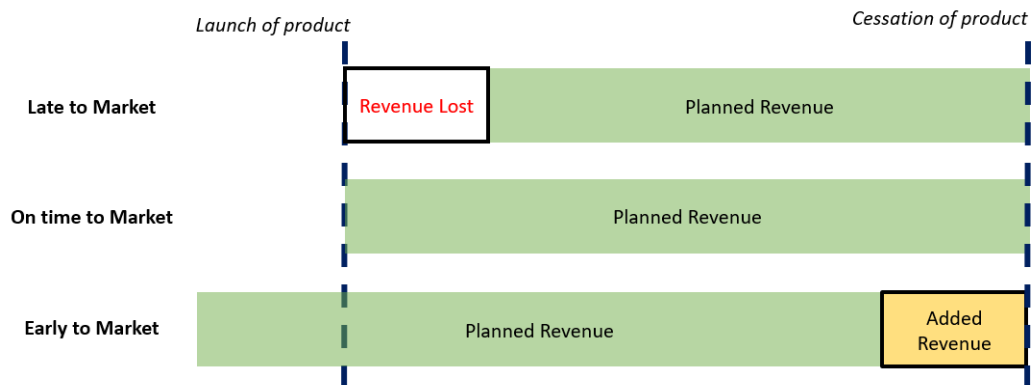 Launch of product
Cessation of product
Late to Market
Revenue Lost
Planned Revenue
On time to Market
Planned Revenue
Early to Market
Planned Revenue
Added
Revenue